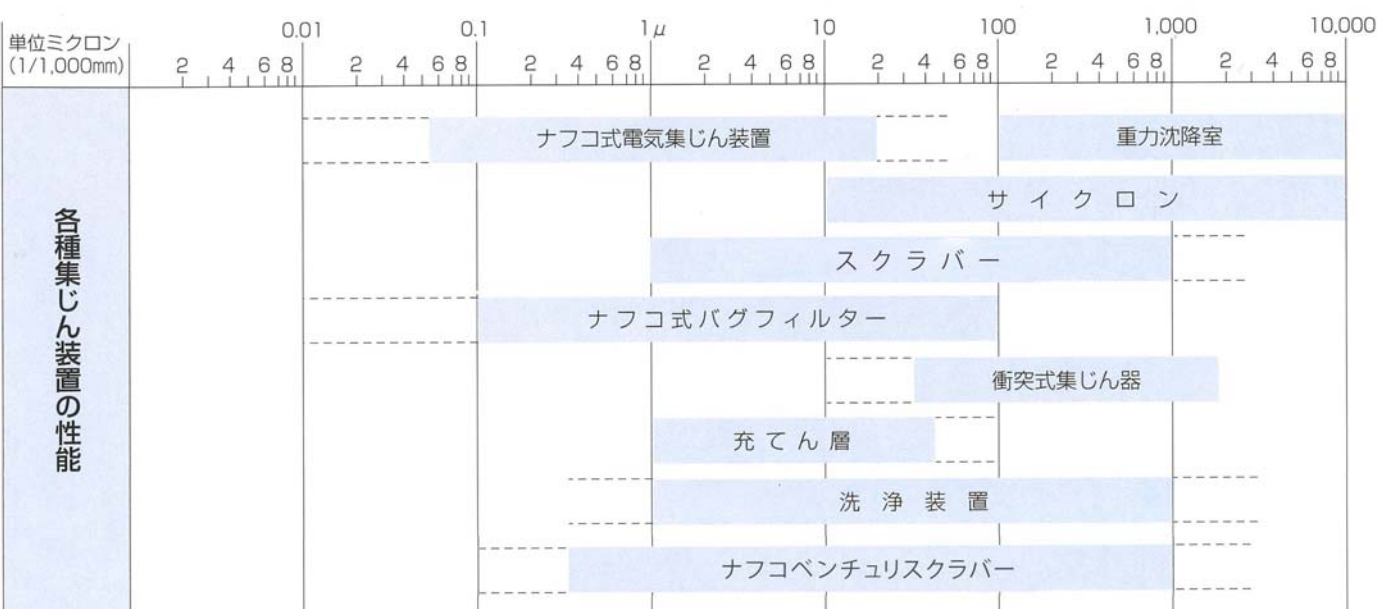 単位ミクロン
(1/1,000mm)
0.01 0.1 1μ 10 100 1,000 10,000
2 4 6 8 2 4 6 8 2 4 6 8 2 4 6 8 2 4 6 8 2 4 6 8 2 4 6 8
各種集じん装置の性能
ナフコ式電気集じん装置 重力沈降室
サイクロン
スクラバー
ナフコ式バグフィルター
衝突式集じん器
充てん層
洗浄装置
ナフコベンチュリスクラバー